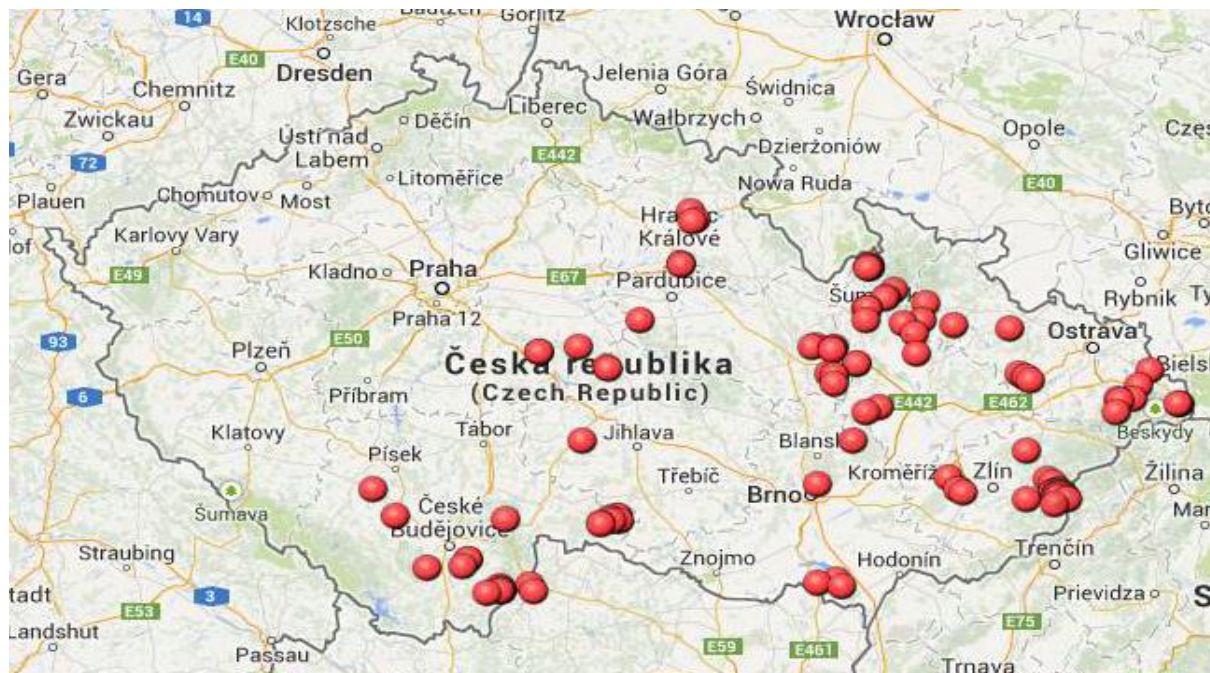 14
Klotzsche
Bautzen
Görlitz
Wrocław
E40
Dresden
Gera
Chemnitz
Jelenia Góra
Świdnica
Zwickau
Děčín
Liberec
Wałbrzych
Opole
Ústí nad
Labem
72
E442
Dzierżoniów
Litoměřice
Nowa Ruda
E40
Plauen
Chomutov
Most
Karlovy Vary
Králové
Gliwice
E49
Kladno
Praha
E67
Pardubice
Rybnik
Praha 12
93
E50
Ostrava
Plzeň
Česká republika
(Czech Republic)
6
Příbram
E442
E462
Klatovy
Tábor
Jihlava
Beskydy
Písek
Třebíč
Zlín
Žilina
Šumava
České
Budějovice
Brno
Straubing
Znojmo
Hodonín
Trenčín
E53
3
Prievidza
Landshut
E75
Passau
E59
E461
Trnava